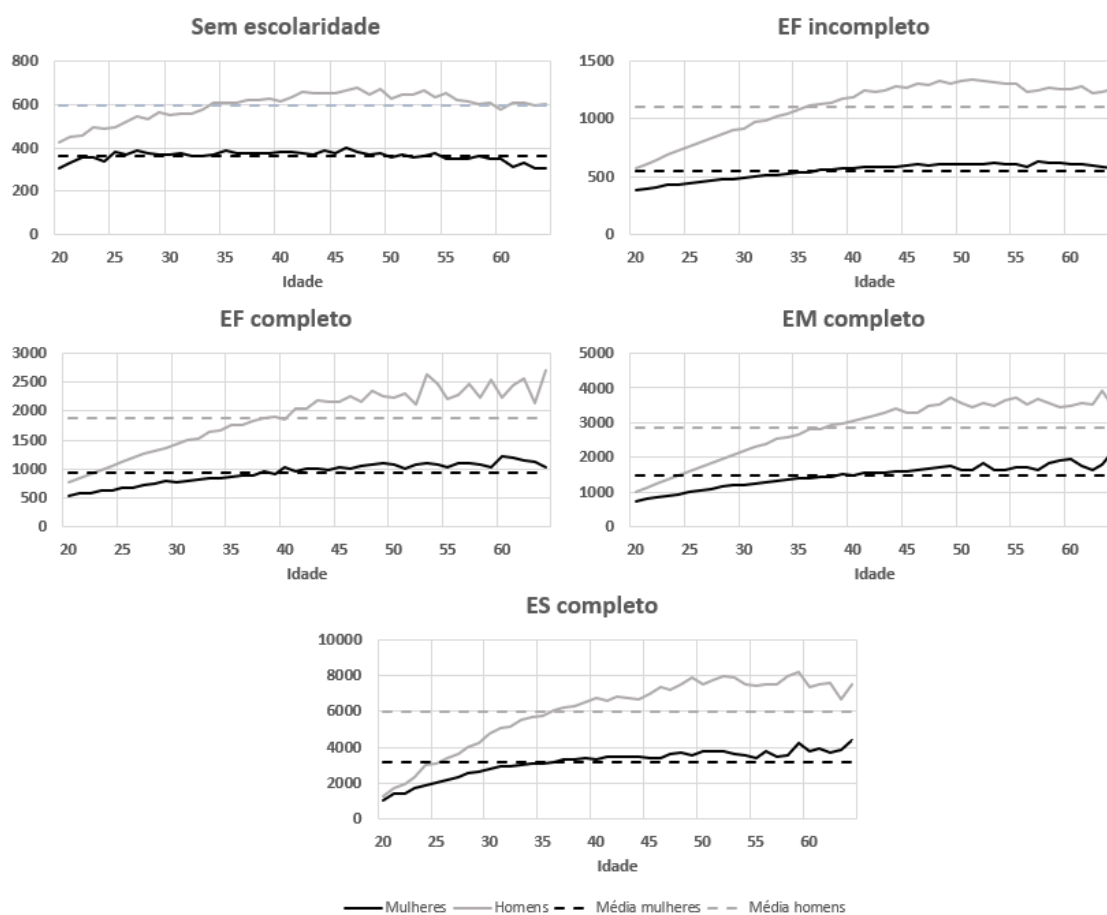 Sem escolaridade
800
600
400
200
0
20 25 30 35 40 45 50 55 60
Idade
EF incompleto
1500
1000
500
0
20 25 30 35 40 45 50 55 60
Idade
EF completo
3000
2500
2000
1500
1000
500
0
20 25 30 35 40 45 50 55 60
Idade
EM completo
5000
4000
3000
2000
1000
0
20 25 30 35 40 45 50 55 60
Idade
ES completo
10000
8000
6000
4000
2000
0
20 25 30 35 40 45 50 55 60
Idade
Mulheres Homens Média mulheres Média homens